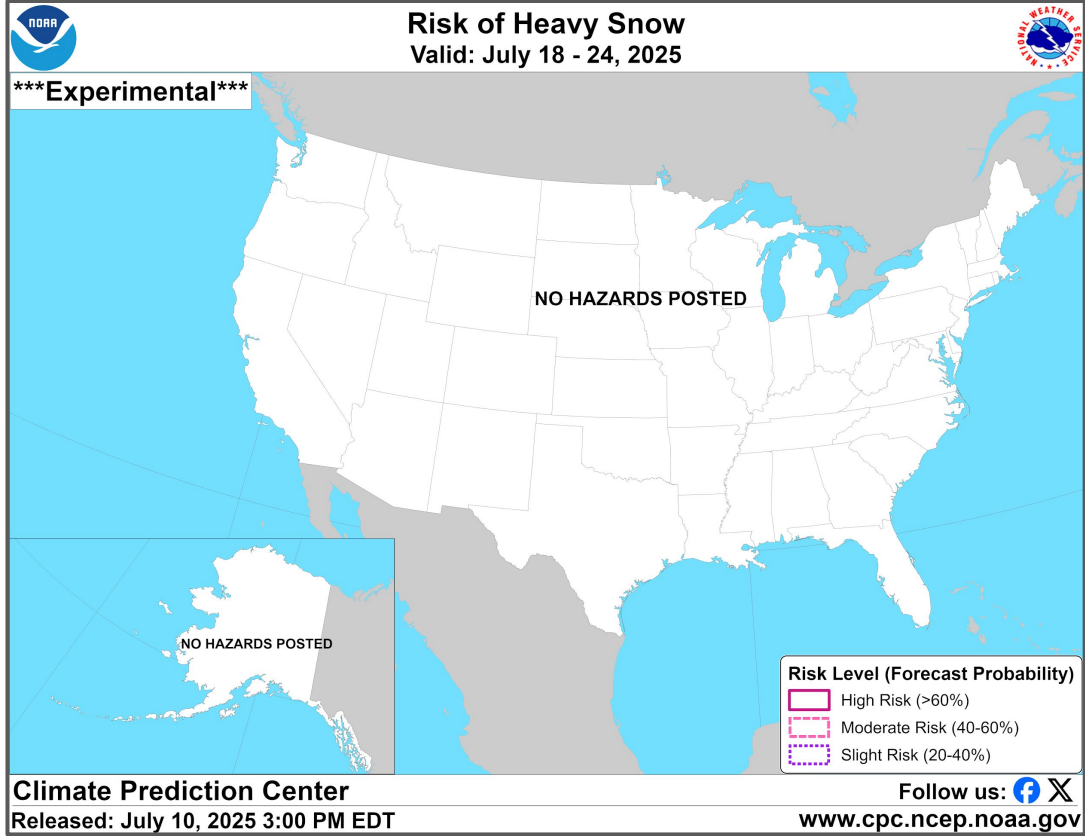 NOAA
Risk of Heavy Snow
Valid: July 18 - 24, 2025
NATIONAL WEATHER SERVICE
***Experimental***
NO HAZARDS POSTED
NO HAZARDS POSTED
Risk Level (Forecast Probability)
High Risk (>60%)
Moderate Risk (40-60%)
Slight Risk (20-40%)
Climate Prediction Center
Follow us:
Released: July 10, 2025 3:00 PM EDT
www.cpc.ncep.noaa.gov